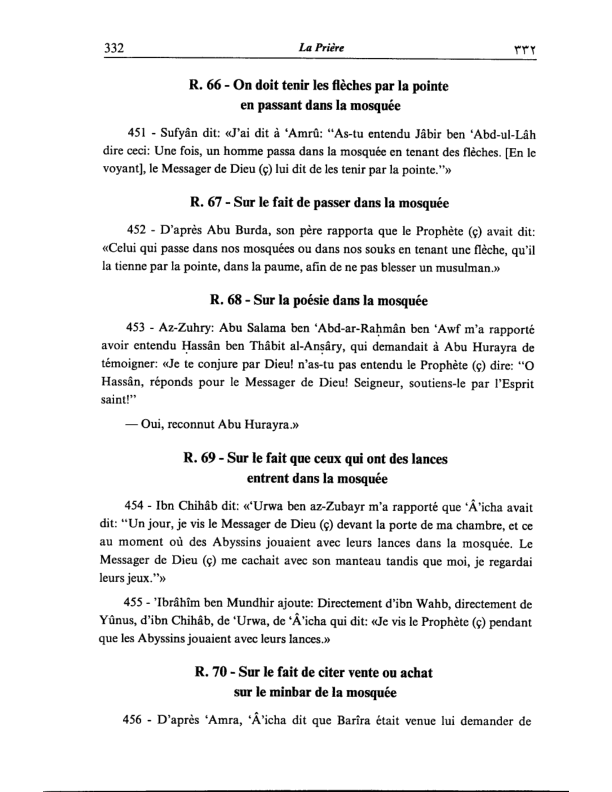 332 La Prière ٣٣٢
R. 66 - On doit tenir les flèches par la pointe
en passant dans la mosquée
451 - Sufyân dit: «J'ai dit à ‘Amrû: “As-tu entendu Jâbir ben ‘Abd-ul-Lâh
dire ceci: Une fois, un homme passa dans la mosquée en tenant des flèches. [En le
voyant], le Messager de Dieu (ç) lui dit de les tenir par la pointe.”»
R. 67 - Sur le fait de passer dans la mosquée
452 - D'après Abu Burda, son père rapporta que le Prophète (ç) avait dit:
«Celui qui passe dans nos mosquées ou dans nos souks en tenant une flèche, qu'il
la tienne par la pointe, dans la paume, afin de ne pas blesser un musulman.»
R. 68 - Sur la poésie dans la mosquée
453 - Az-Zuhry: Abu Salama ben ‘Abd-ar-Raḥmân ben ‘Awf m'a rapporté
avoir entendu Ḥassân ben Thâbit al-Anṣâry, qui demandait à Abu Hurayra de
témoigner: «Je te conjure par Dieu! n'as-tu pas entendu le Prophète (ç) dire: “O
Hassân, réponds pour le Messager de Dieu! Seigneur, soutiens-le par l'Esprit
saint!”
— Oui, reconnut Abu Hurayra.»
R. 69 - Sur le fait que ceux qui ont des lances
entrent dans la mosquée
454 - Ibn Chihâb dit: «‘Urwa ben az-Zubayr m'a rapporté que ‘Â'icha avait
dit: “Un jour, je vis le Messager de Dieu (ç) devant la porte de ma chambre, et ce
au moment où des Abyssins jouaient avec leurs lances dans la mosquée. Le
Messager de Dieu (ç) me cachait avec son manteau tandis que moi, je regardai
leurs jeux.”»
455 - 'Ibrâhîm ben Mundhir ajoute: Directement d'ibn Wahb, directement de
Yûnus, d'ibn Chihâb, de ‘Urwa, de ‘Â'icha qui dit: «Je vis le Prophète (ç) pendant
que les Abyssins jouaient avec leurs lances.»
R. 70 - Sur le fait de citer vente ou achat
sur le minbar de la mosquée
456 - D'après ‘Amra, ‘Â'icha dit que Barîra était venue lui demander de